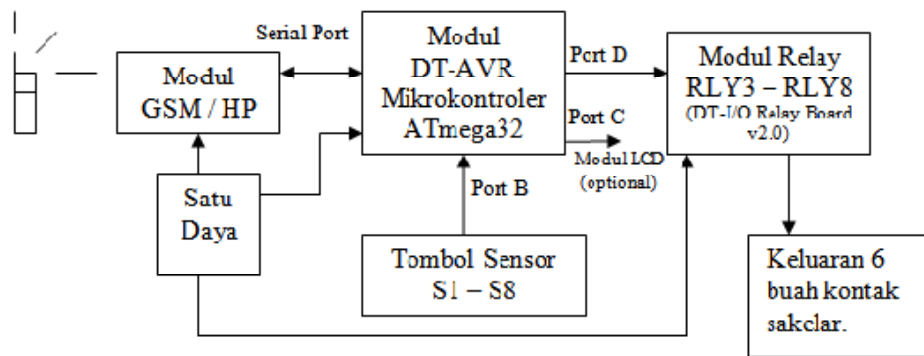 Serial Port
Modul
GSM / HP
Modul
DT-AVR
Mikrokontroler
ATmega32
Port D
Port C
Modul LCD
(optional)
Port B
Modul Relay
RLY3 – RLY8
(DT-I/O Relay Board
v2.0)
Satu
Daya
Tombol Sensor
S1 – S8
Keluaran 6
buah kontak
sakclar.